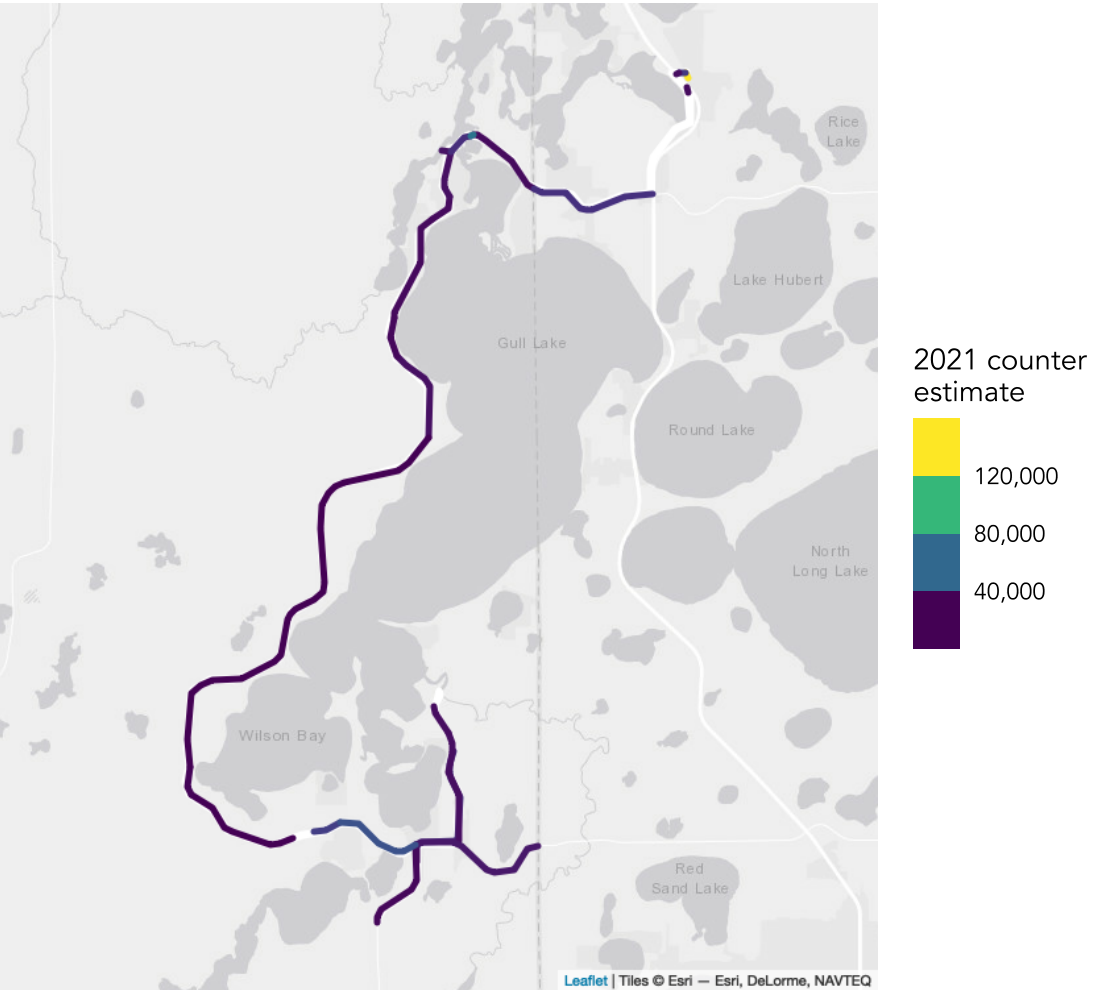 Rice
Lake
Lake Hubert
Gull Lake
Round Lake
North
Long Lake
Wilson Bay
Red
Sand Lake
Leaflet | Tiles © Esri — Esri, DeLorme, NAVTEQ
2021 counter
estimate
120,000
80,000
40,000